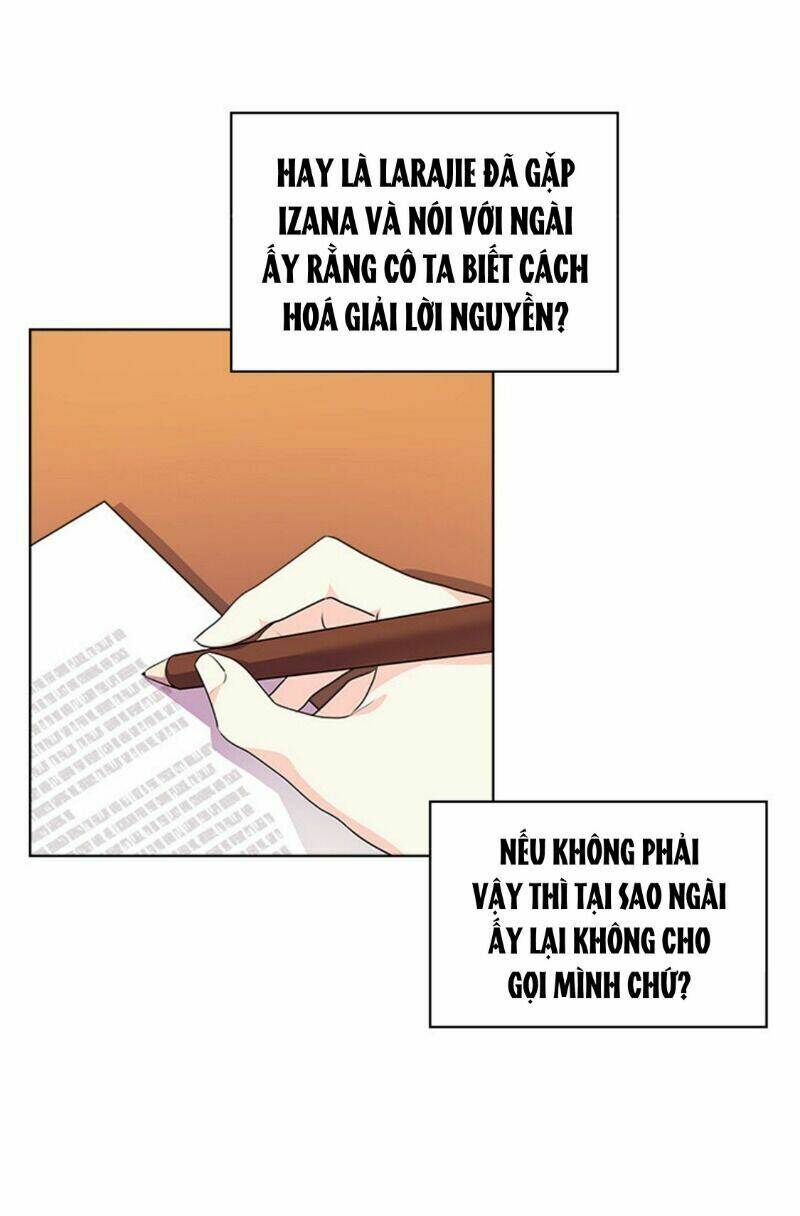 HAY LÀ LARAJIE ĐÃ GẶP
IZANA VÀ NÓI VỚI NGÀI
ẤY RẰNG CÔ TA BIẾT CÁCH
HOÁ GIẢI LỜI NGUYỀN?
NẾU KHÔNG PHẢI
VẬY THÌ TẠI SAO NGÀI
ẤY LẠI KHÔNG CHO
GỌI MÌNH CHỨ?